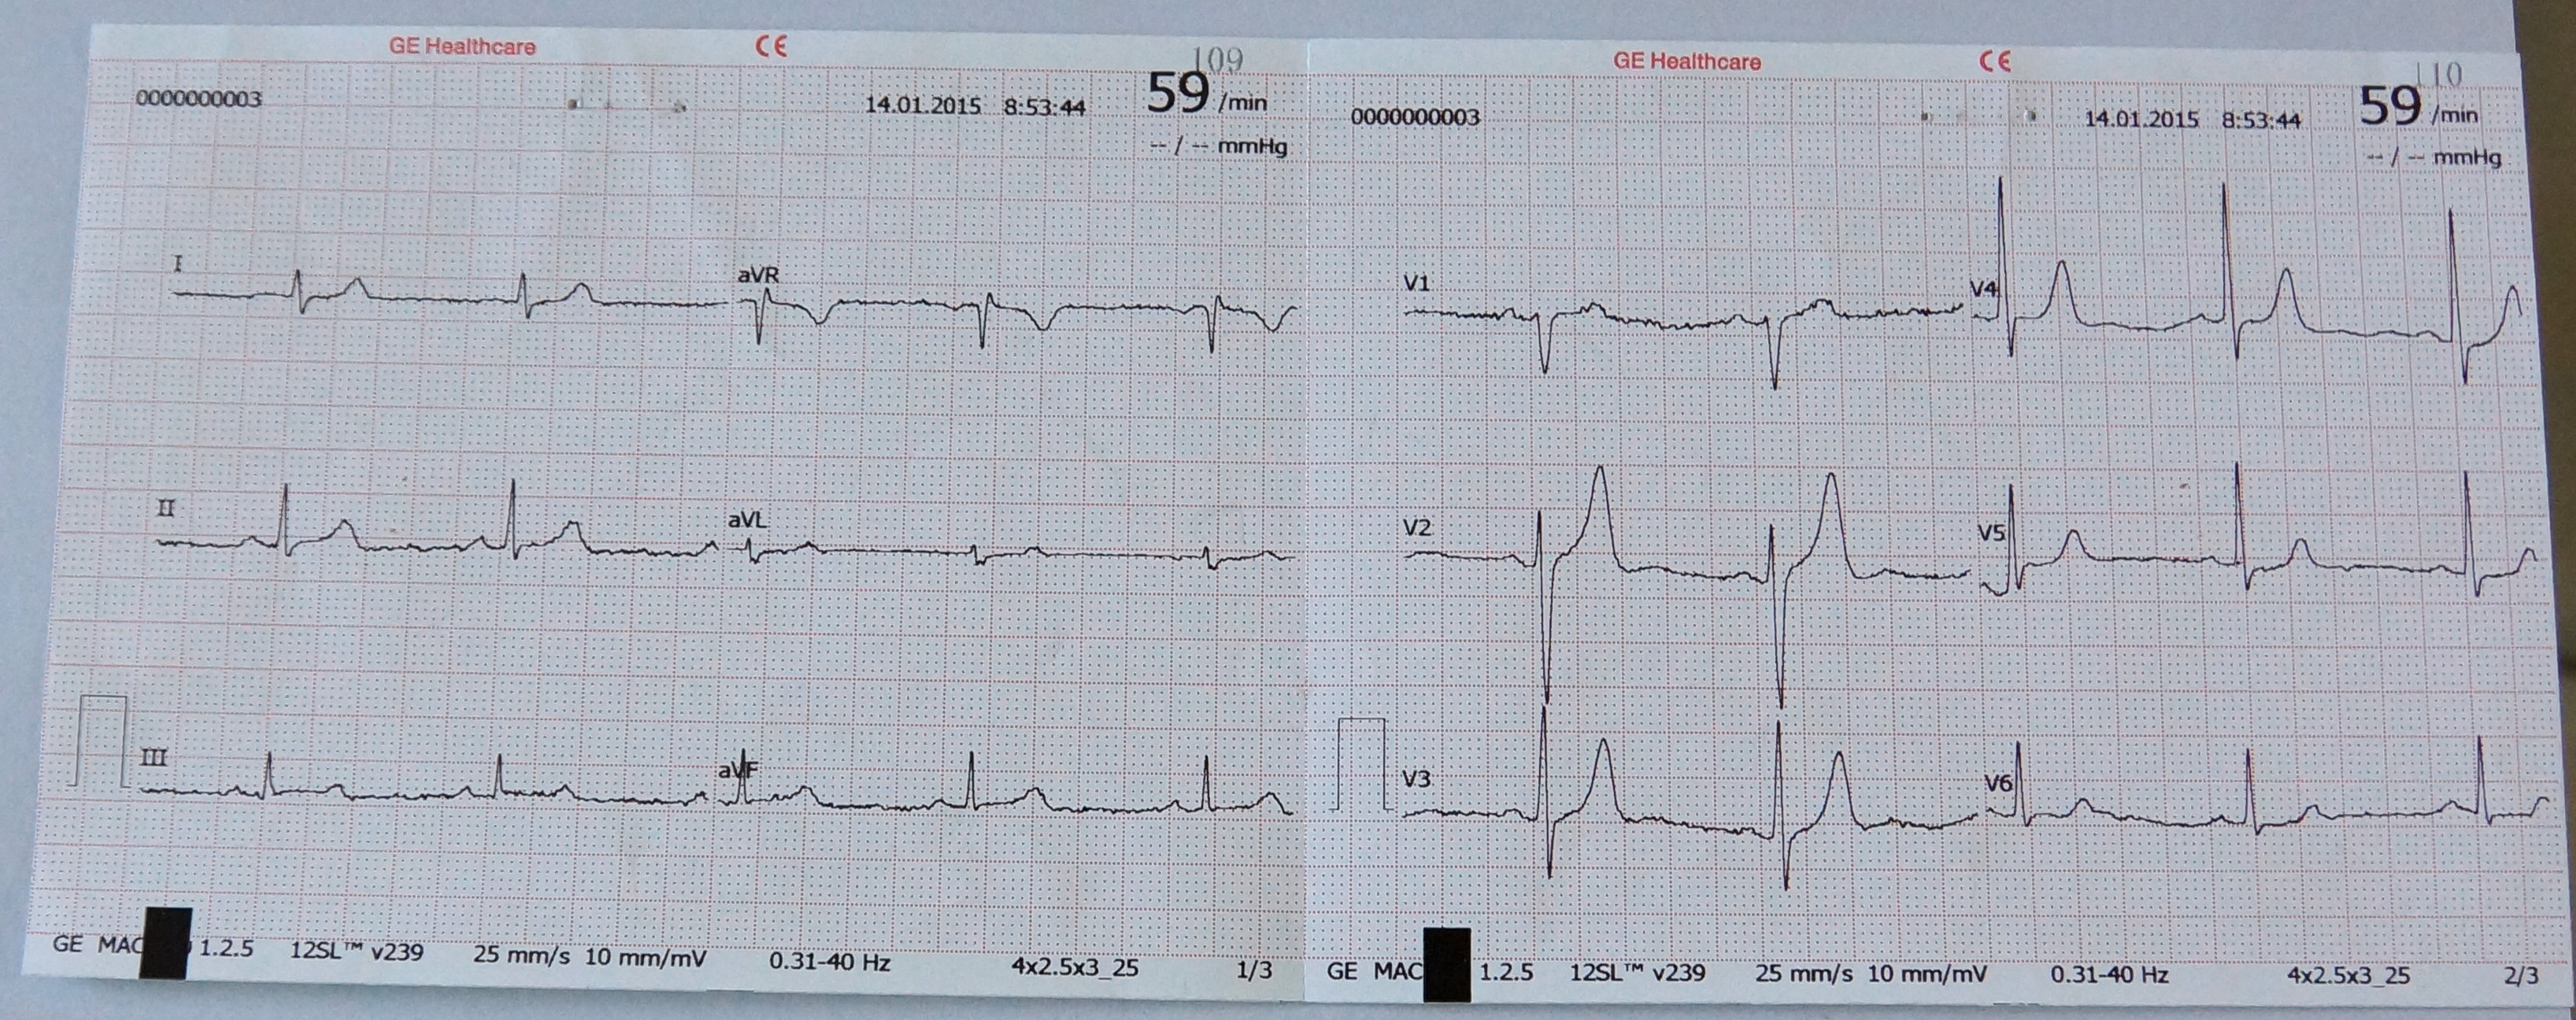 GE Healthcare CE 109
0000000003 14.01.2015 8:53:44 59 /min
-- / -- mmHg
I aVR
II aVL
III aVF
GE MAC 1.2.5 12SL™ v239 25 mm/s 10 mm/mV 0.31-40 Hz 4x2.5x3_25 1/3
GE Healthcare CE 110
0000000003 14.01.2015 8:53:44 59 /min
-- / -- mmHg
V1 V4
V2 V5
V3 V6
GE MAC 1.2.5 12SL™ v239 25 mm/s 10 mm/mV 0.31-40 Hz 4x2.5x3_25 2/3